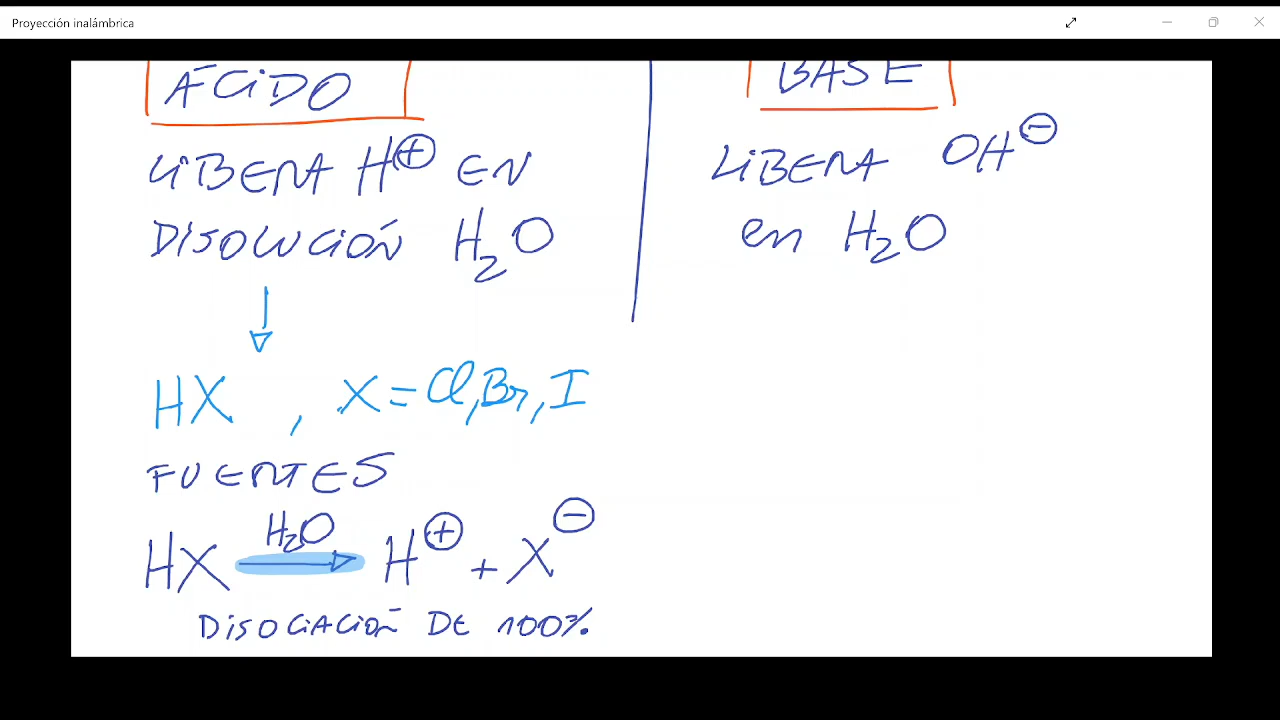 Proyección inalámbrica
ÁCIDO
LIBERA H⊕ EN
DISOLUCIÓN H₂O
HX , X = Cl, Br, I
FUERTES
HX H₂O→ H⊕ + X⊖
DISOCIACIÓN DE 100%
BASE
LIBERA OH⊖
en H₂O